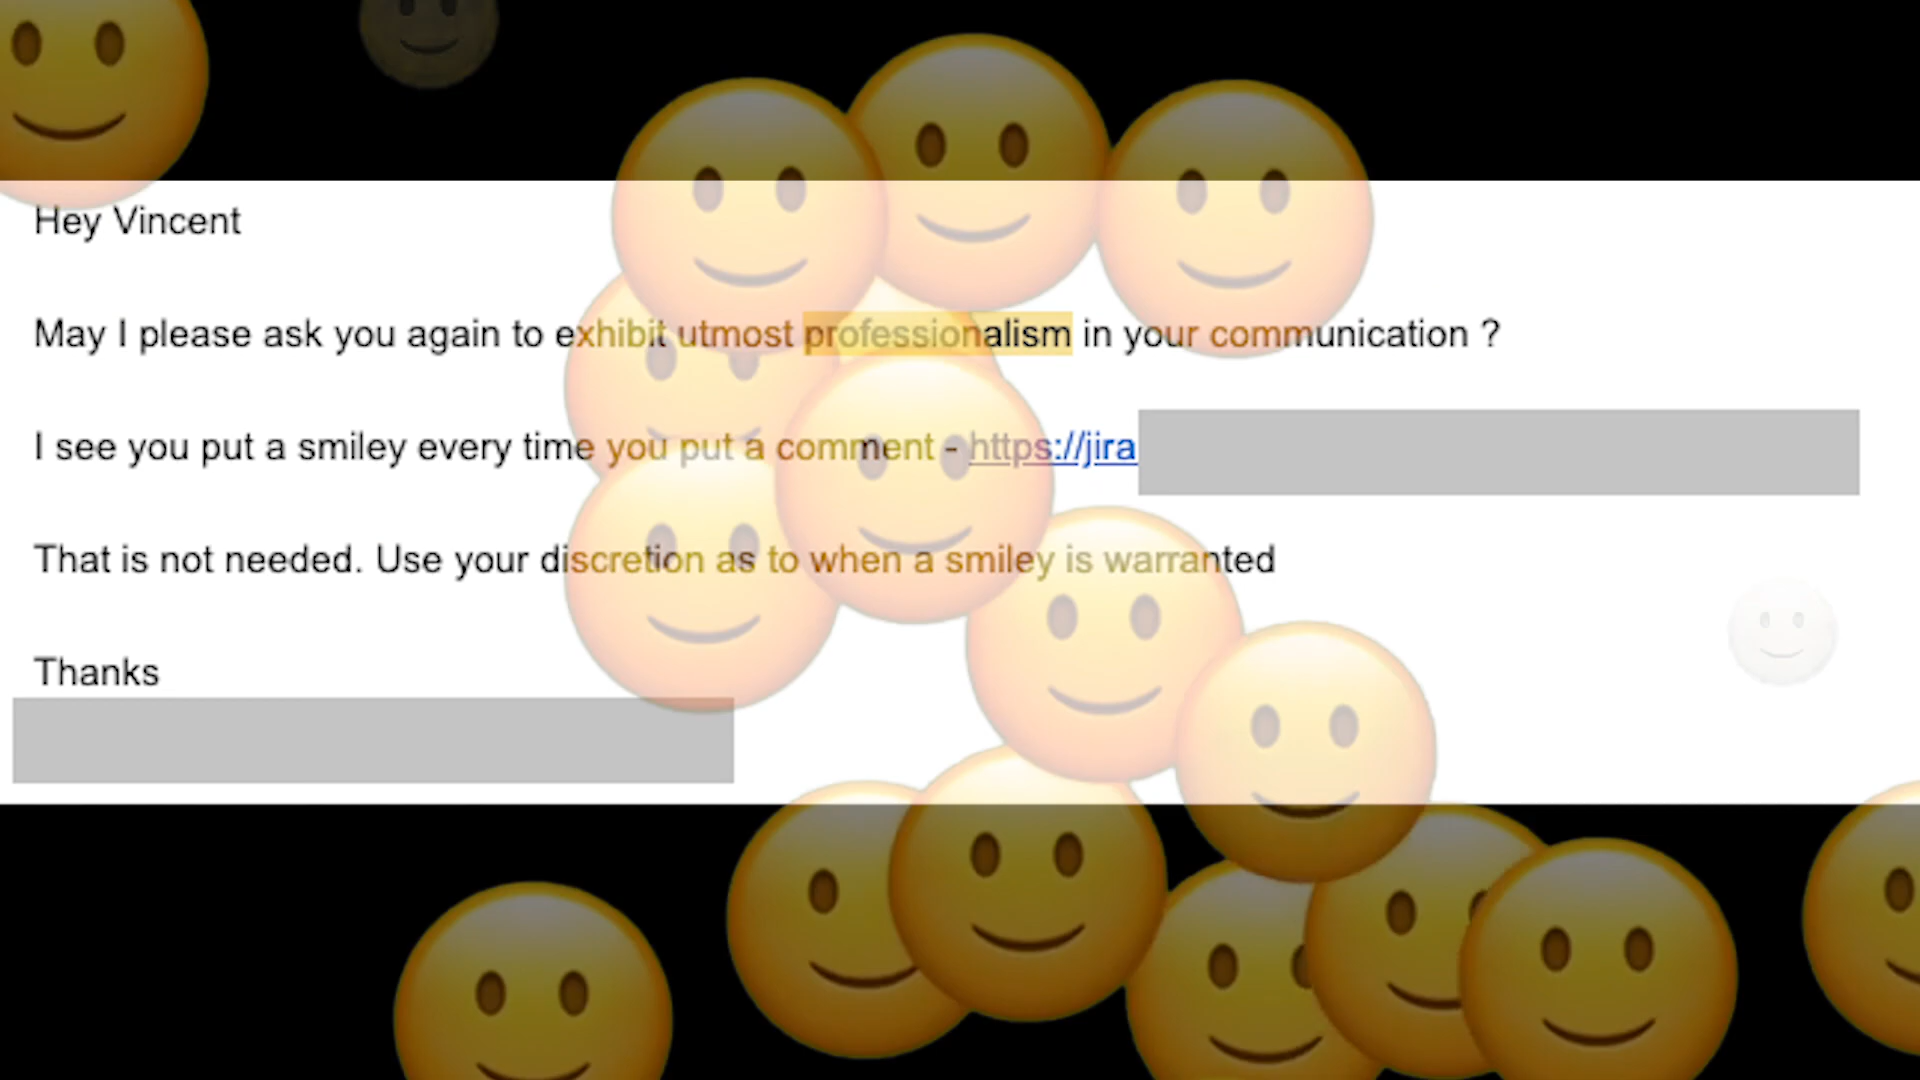 Hey Vincent
May I please ask you again to exhibit utmost professionalism in your communication ?
I see you put a smiley every time you put a comment - https://jira
That is not needed. Use your discretion as to when a smiley is warranted
Thanks